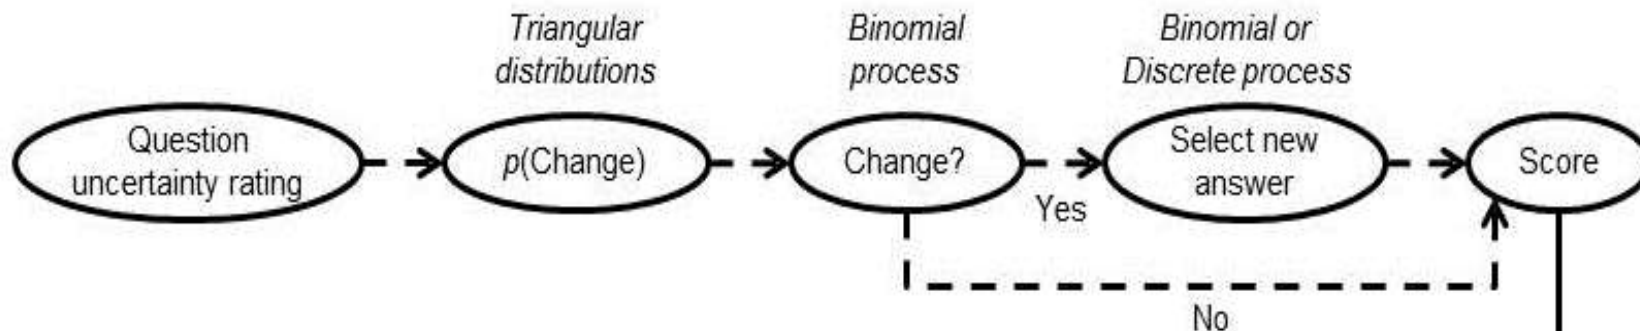 Triangular
distributions
Binomial
process
Binomial or
Discrete process
Question
uncertainty rating
p(Change)
Change?
Yes
Select new
answer
Score
No